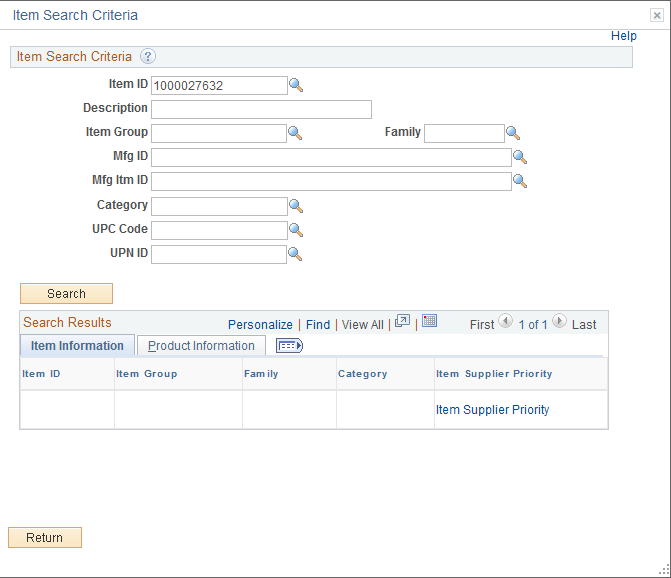 Item Search Criteria
Help
Item Search Criteria ?
Item ID 1000027632
Description
Item Group Family
Mfg ID
Mfg Itm ID
Category
UPC Code
UPN ID
Search
Search Results Personalize | Find | View All | | First 1 of 1 Last
Item Information Product Information
Item ID Item Group Family Category Item Supplier Priority
Item Supplier Priority
Return